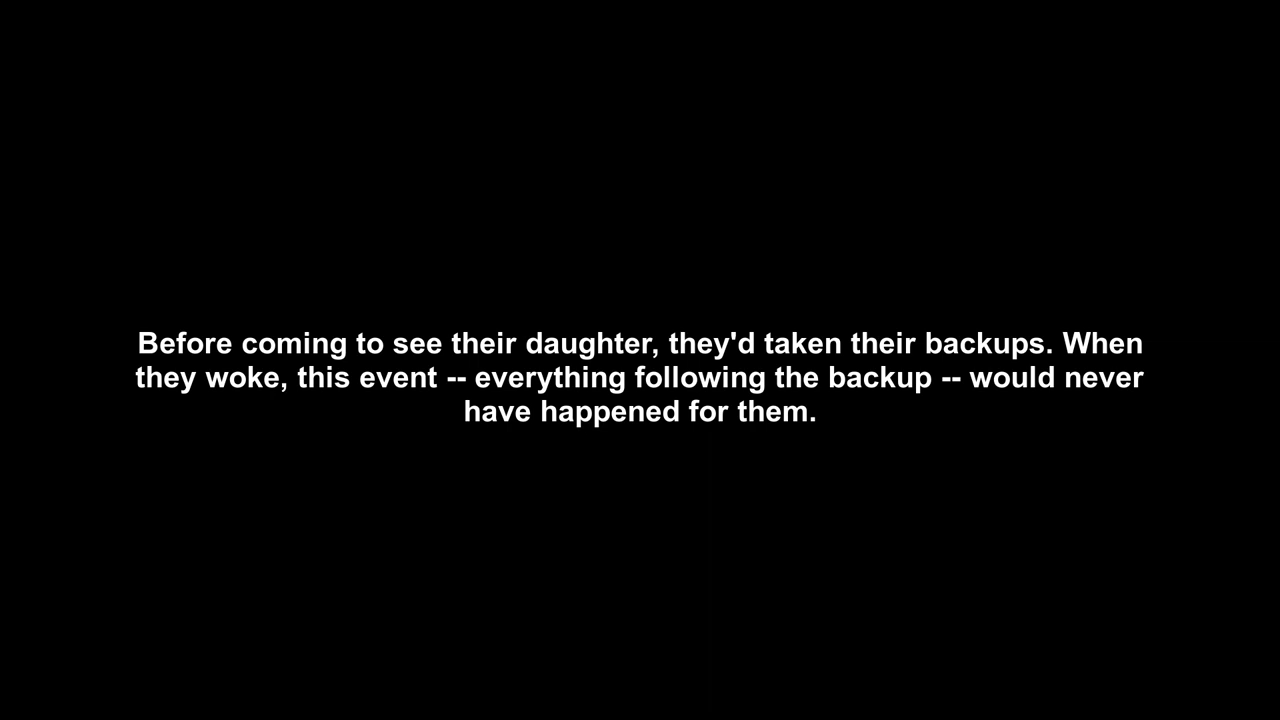 Before coming to see their daughter, they'd taken their backups. When
they woke, this event -- everything following the backup -- would never
have happened for them.